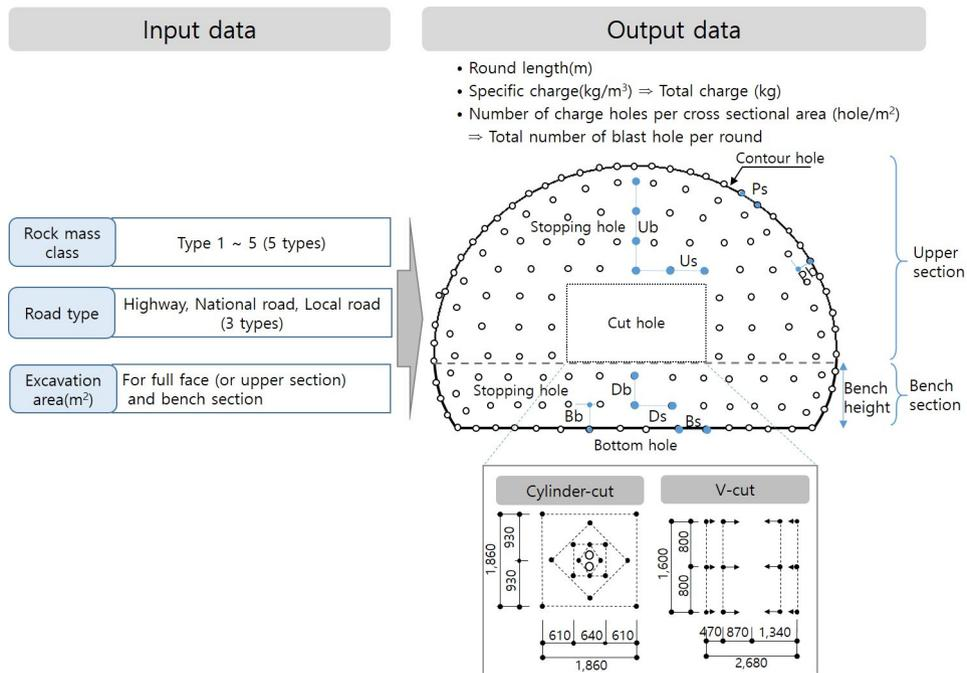 Input data
Output data
• Round length(m)
• Specific charge(kg/m³) ⇒ Total charge (kg)
• Number of charge holes per cross sectional area (hole/m²)
⇒ Total number of blast hole per round
Rock mass
class
Type 1 ~ 5 (5 types)
Road type
Highway, National road, Local road
(3 types)
Excavation
area(m²)
For full face (or upper section)
and bench section
Contour hole
Ps
Stopping hole
Ub
Us
Pb
Cut hole
Upper
section
Stopping hole
Db
Ds
Bb
Bs
Bench
height
Bench
section
Bottom hole
Cylinder-cut
V-cut
1,860
930
930
610
640
610
1,860
1,600
800
800
470
870
1,340
2,680